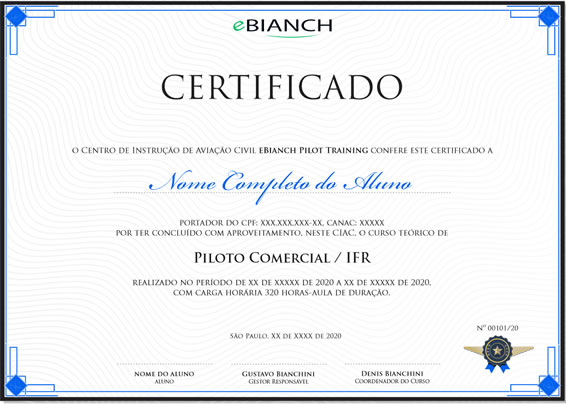 eBIANCH
CERTIFICADO
O Centro de Instrução de Aviação Civil eBianch Pilot Training confere este certificado a
Nome Completo do Aluno
PORTADOR DO CPF: XXX.XXX.XXX-XX, CANAC: XXXXX
POR TER CONCLUÍDO COM APROVEITAMENTO, NESTE CIAC, O CURSO TEÓRICO DE
Piloto Comercial / IFR
REALIZADO NO PERÍODO DE XX DE XXXXX DE 2020 A XX DE XXXXX DE 2020,
COM CARGA HORÁRIA 320 HORAS-AULA DE DURAÇÃO.
Nº 00101/20
São Paulo, XX DE XXXX DE 2020
NOME DO ALUNO
ALUNO
Gustavo Bianchini
Gestor Responsável
Denis Bianchini
Coordenador do Curso